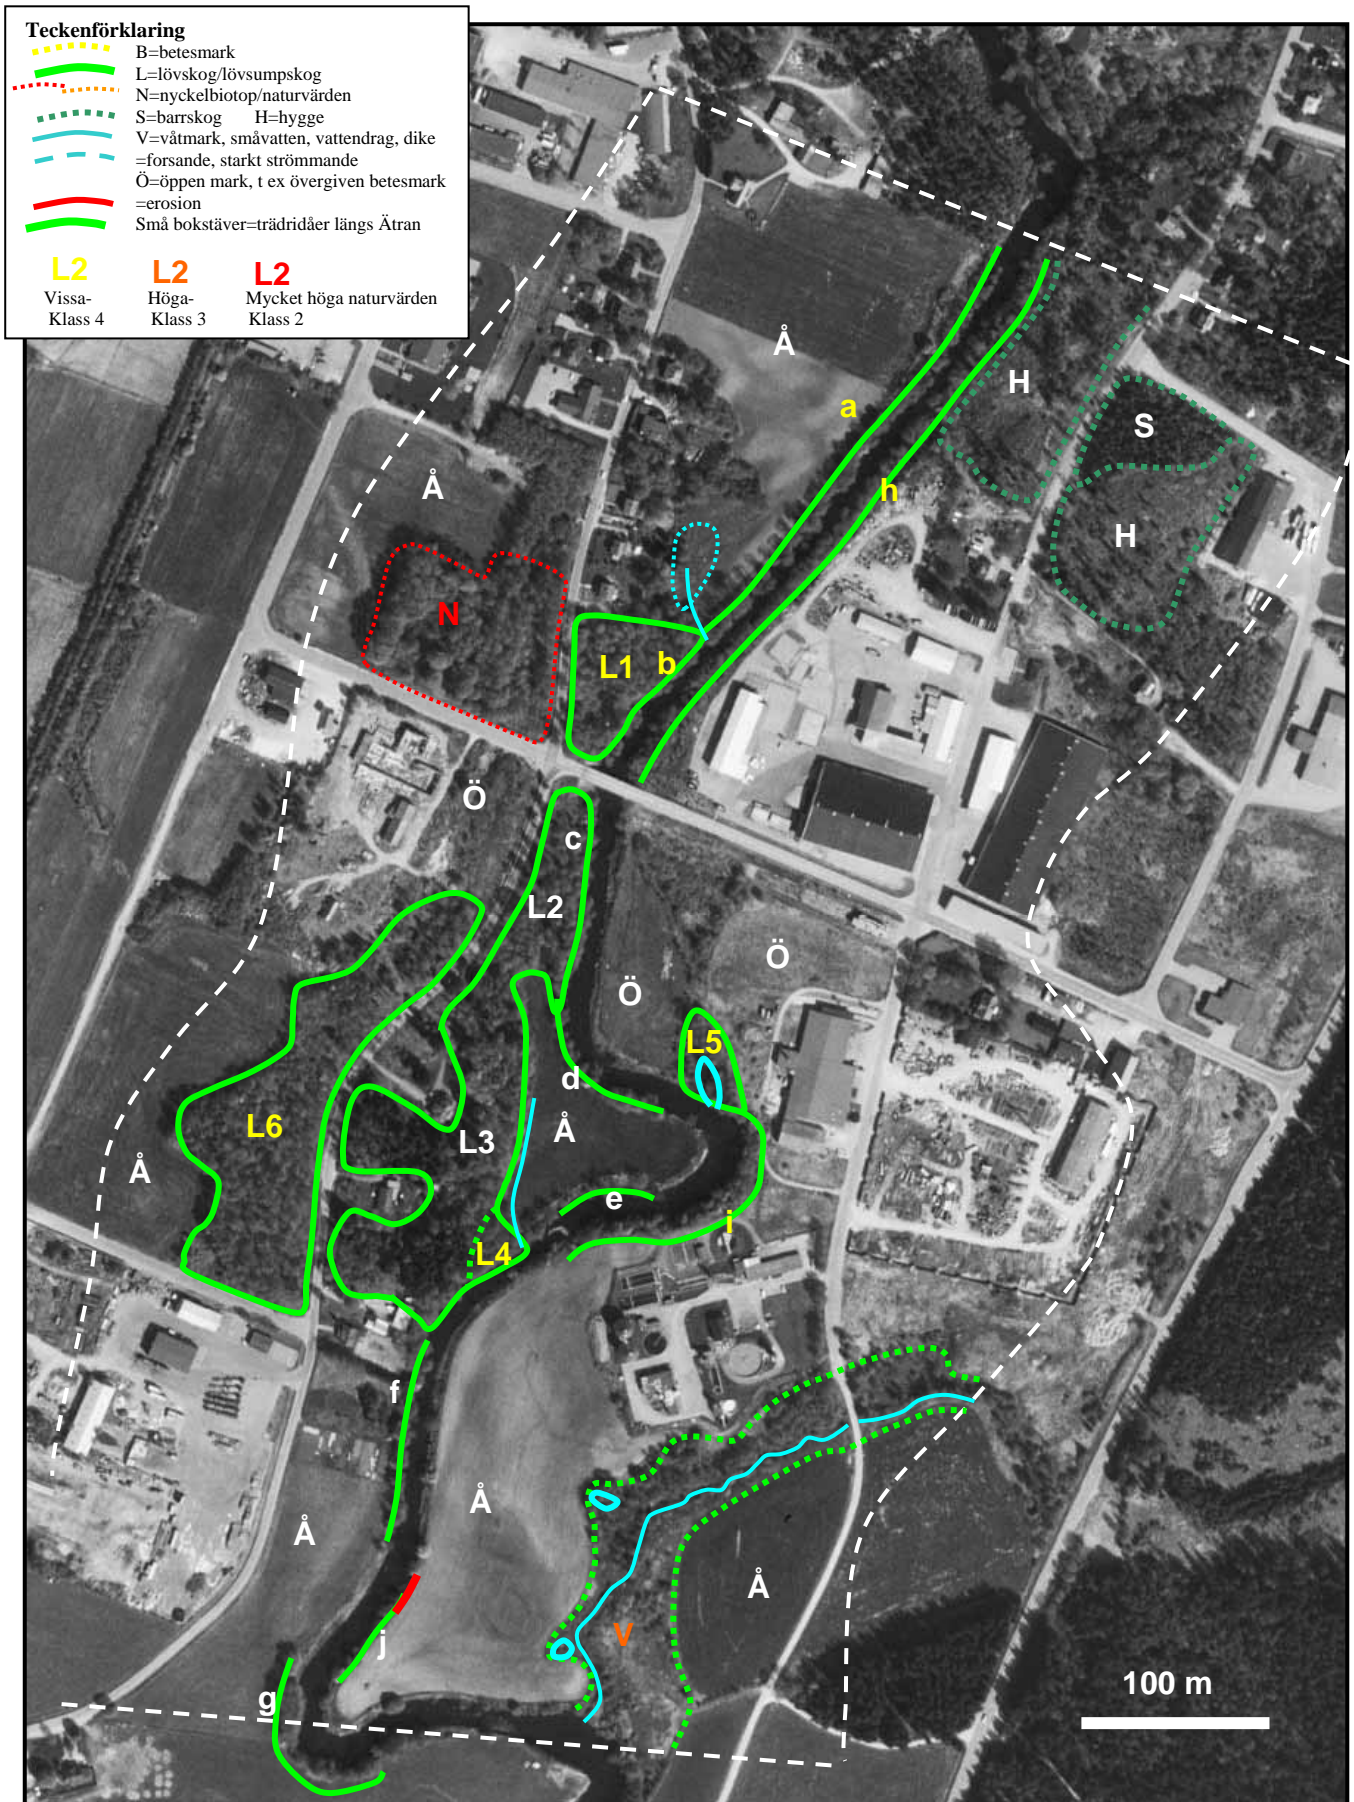 Teckenförklaring
B=betesmark
L=lövskog/lövsumpskog
N=nyckelbiotop/naturvärden
S=barrskog H=hygge
V=våtmark, småvatten, vattendrag, dike
=forsande, starkt strömmande
Ö=öppen mark, t ex övergiven betesmark
=erosion
Små bokstäver=trädridåer längs Ätran
L2 L2 L2
Vissa- Höga- Mycket höga naturvärden
Klass 4 Klass 3 Klass 2
Å
H
a
S
Å
h
H
N
L1 b
Ö
c
L2
Ö
Ö
L5
d
L6
L3
Å
Å
e
i
L4
f
Å
Å
Å
V
j
100 m
g